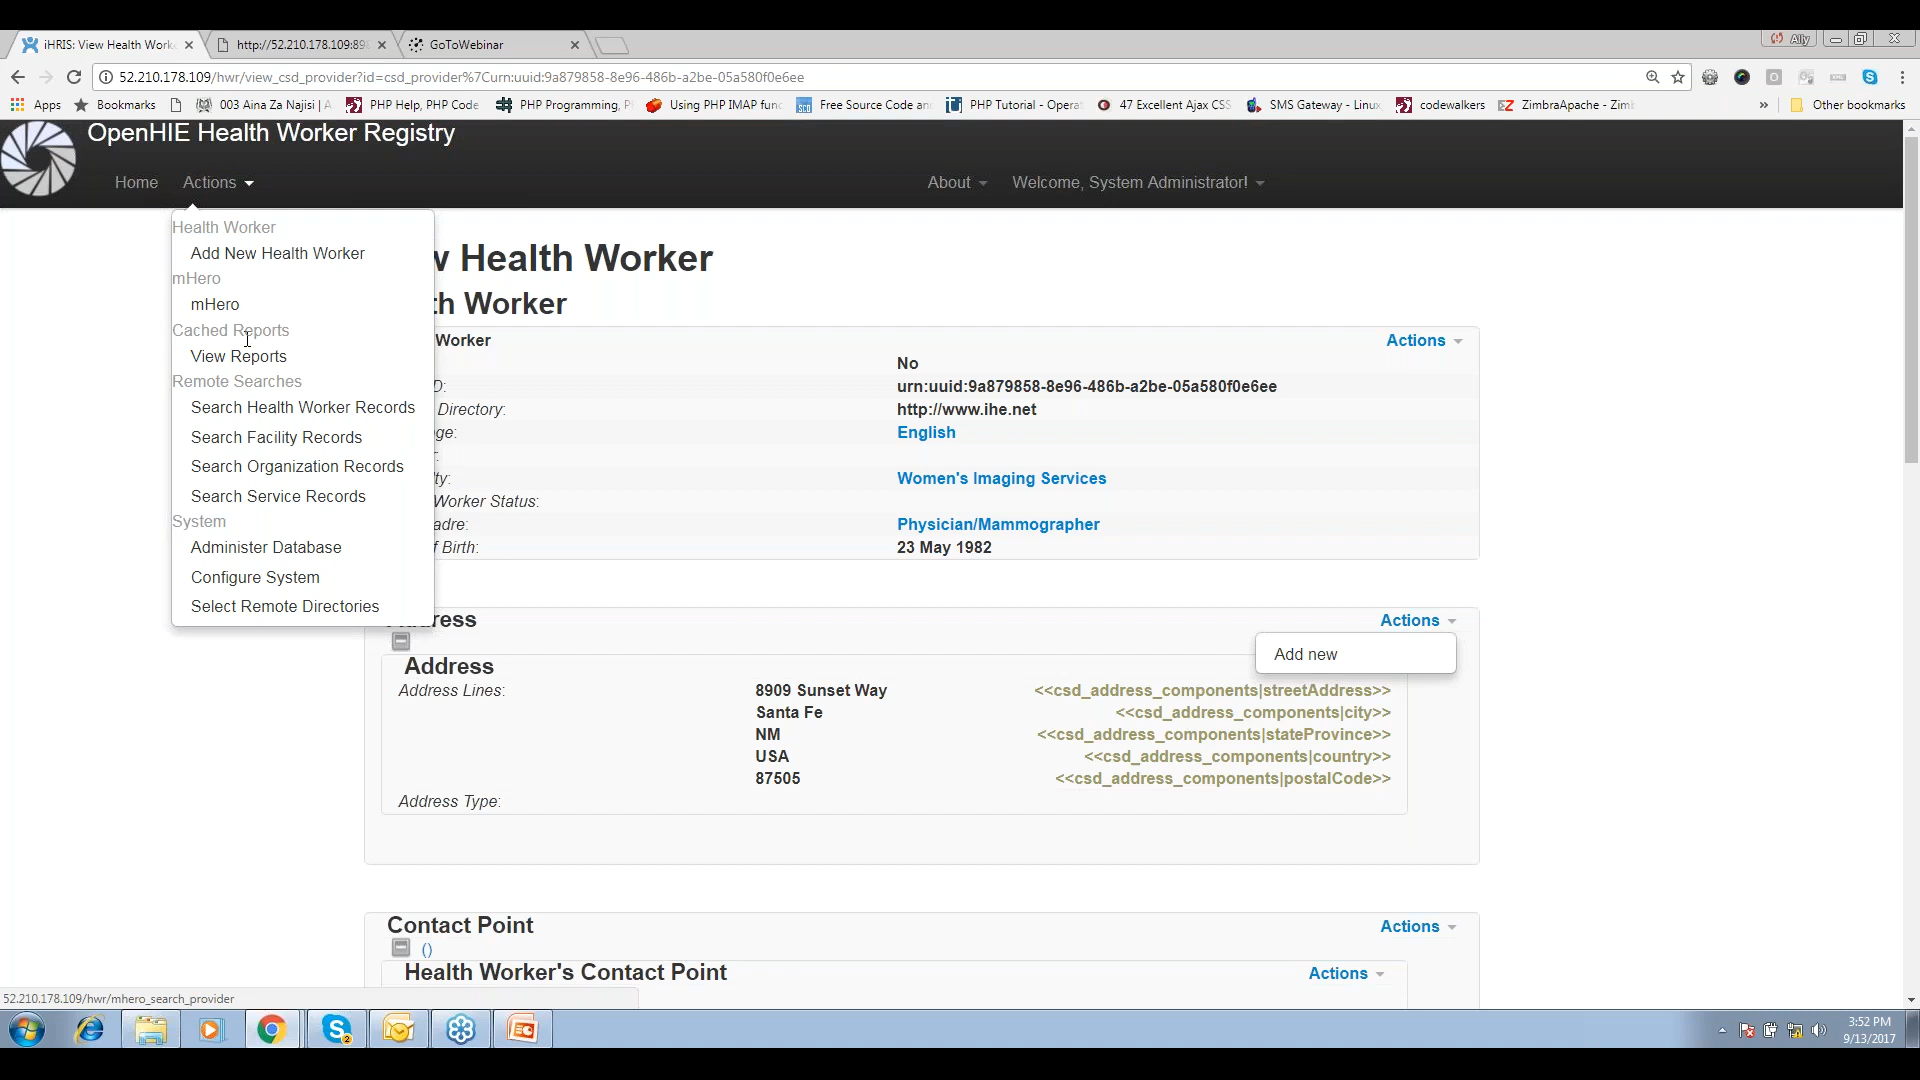 iHRIS: View Health Work
http://52.210.178.109:89
GoToWebinar
Ally
52.210.178.109/hwr/view_csd_provider?id=csd_provider%7Curn:uuid:9a879858-8e96-486b-a2be-05a580f0e6ee
Apps
Bookmarks
003 Aina Za Najisi | A
PHP Help, PHP Code
PHP Programming, P
Using PHP IMAP func
Free Source Code an
PHP Tutorial - Opera
47 Excellent Ajax CSS
SMS Gateway - Linux
codewalkers
ZimbraApache - Zim
»
Other bookmarks
OpenHIE Health Worker Registry
Home
Actions
About
Welcome, System Administrator!
Health Worker
Add New Health Worker
mHero
mHero
Cached Reports
View Reports
Remote Searches
Search Health Worker Records
Search Facility Records
Search Organization Records
Search Service Records
System
Administer Database
Configure System
Select Remote Directories
w Health Worker
th Worker
Worker
Actions
No
D:
urn:uuid:9a879858-8e96-486b-a2be-05a580f0e6ee
Directory:
http://www.ihe.net
ge:
English
r:
ty:
Women's Imaging Services
Worker Status:
adre:
Physician/Mammographer
f Birth:
23 May 1982
Address
Actions
Add new
Address
Address Lines:
8909 Sunset Way
<<csd_address_components|streetAddress>>
Santa Fe
<<csd_address_components|city>>
NM
<<csd_address_components|stateProvince>>
USA
<<csd_address_components|country>>
87505
<<csd_address_components|postalCode>>
Address Type:
Contact Point
Actions
()
Health Worker's Contact Point
Actions
52.210.178.109/hwr/mhero_search_provider
2
3:52 PM
9/13/2017